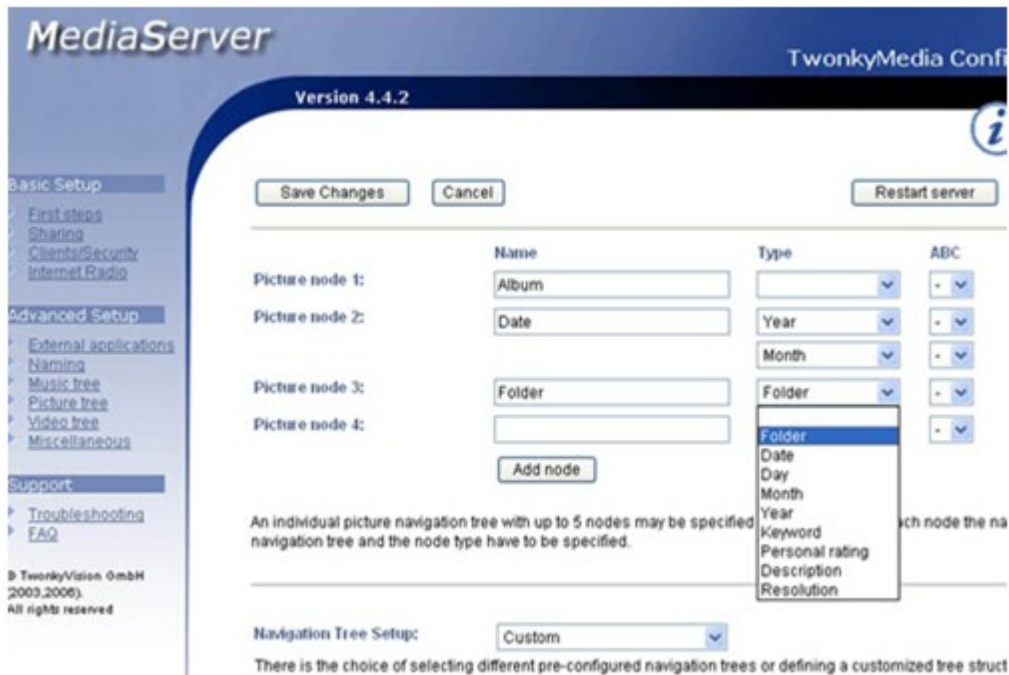 MediaServer
TwonkyMedia Confi
Version 4.4.2
i
Basic Setup
First steps
Sharing
Clients/Security
Internet Radio
Advanced Setup
External applications
Naming
Music tree
Picture tree
Video tree
Miscellaneous
Support
Troubleshooting
FAQ
© TwonkyVision GmbH
(2003,2006).
All rights reserved
Save Changes Cancel Restart server
Name Type ABC
Picture node 1: Album -
Picture node 2: Date Year -
Month -
Picture node 3: Folder Folder -
Picture node 4: -
Folder
Date
Day
Month
Year
Keyword
Personal rating
Description
Resolution
Add node
An individual picture navigation tree with up to 5 nodes may be specified ach node the na
navigation tree and the node type have to be specified.
Navigation Tree Setup: Custom
There is the choice of selecting different pre-configured navigation trees or defining a customized tree struct